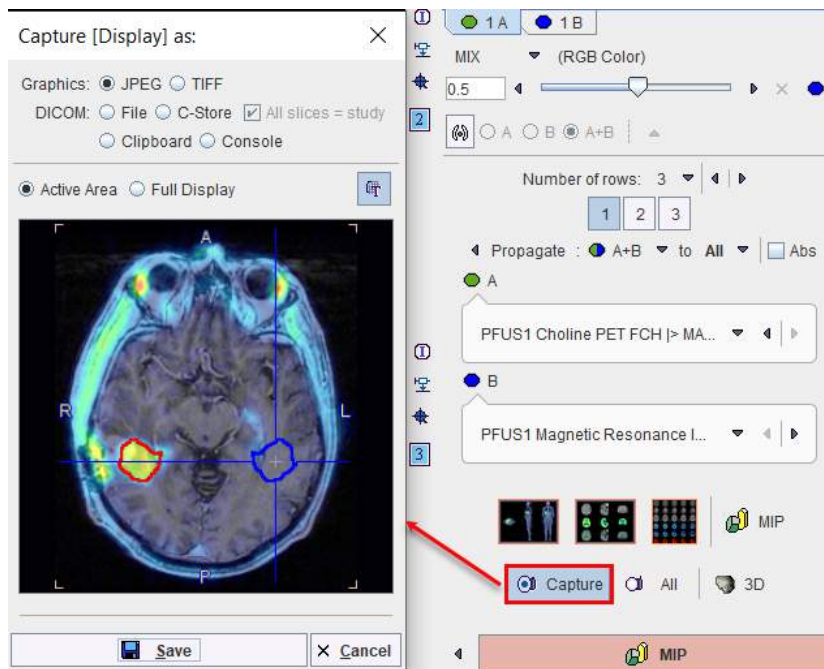 Capture [Display] as:
Graphics: JPEG TIFF
DICOM: File C-Store All slices = study
Clipboard Console
Active Area Full Display
A
R
L
P
Save
Cancel
1 A
1 B
MIX (RGB Color)
0.5
2
A B A+B
Number of rows: 3
1 2 3
Propagate : A+B to All Abs
A
PFUS1 Choline PET FCH |> MA...
B
PFUS1 Magnetic Resonance I...
3
MIP
Capture All 3D
MIP